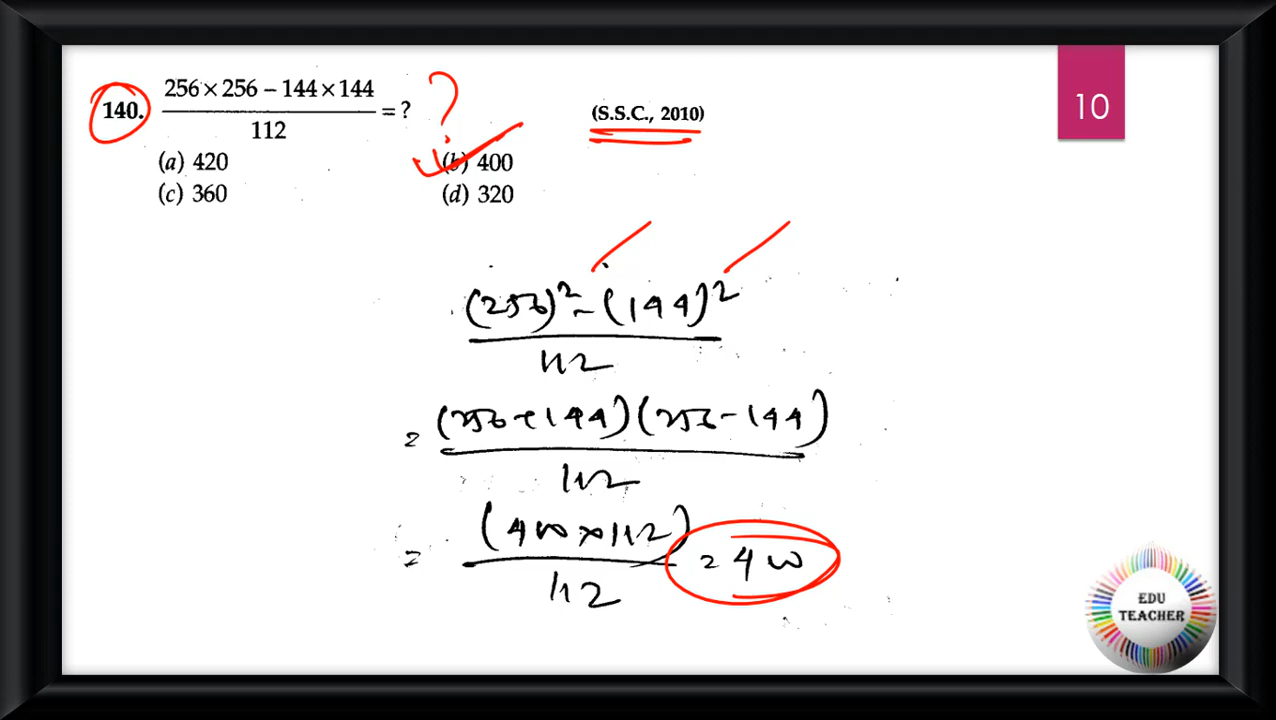 140. 256 × 256 − 144 × 144 / 112 = ? ?
(S.S.C., 2010)
10
(a) 420 (b) 400
(c) 360 (d) 320
(256)² - (144)²
112
= (256+144)(256-144)
112
= (400×112)
112
= 400
EDU
TEACHER